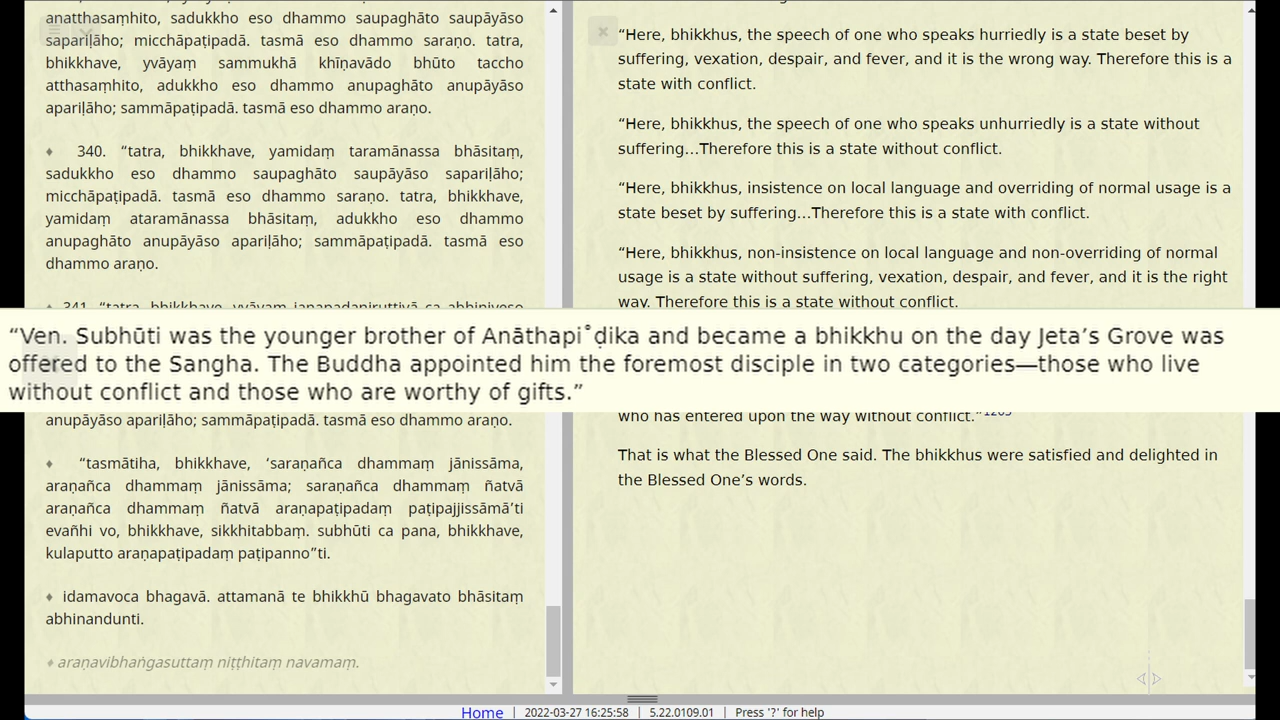 anatthasaṃhito, sadukkho eso dhammo saupaghāto saupāyāso
sapariḷāho; micchāpaṭipadā. tasmā eso dhammo saraṇo. tatra,
bhikkhave, yvāyaṃ sammukhā khīṇavādo bhūto taccho
atthasaṃhito, adukkho eso dhammo anupaghāto anupāyāso
apariḷāho; sammāpaṭipadā. tasmā eso dhammo araṇo.
♦ 340. “tatra, bhikkhave, yamidaṃ taramānassa bhāsitaṃ,
sadukkho eso dhammo saupaghāto saupāyāso sapariḷāho;
micchāpaṭipadā. tasmā eso dhammo saraṇo. tatra, bhikkhave,
yamidaṃ ataramānassa bhāsitaṃ, adukkho eso dhammo
anupaghāto anupāyāso apariḷāho; sammāpaṭipadā. tasmā eso
dhammo araṇo.
♦ 341. “tatra, bhikkhave, yvāyaṃ janapadaniruttiyā ca abhiniveso
“Here, bhikkhus, the speech of one who speaks hurriedly is a state beset by
suffering, vexation, despair, and fever, and it is the wrong way. Therefore this is a
state with conflict.
“Here, bhikkhus, the speech of one who speaks unhurriedly is a state without
suffering…Therefore this is a state without conflict.
“Here, bhikkhus, insistence on local language and overriding of normal usage is a
state beset by suffering…Therefore this is a state with conflict.
“Here, bhikkhus, non-insistence on local language and non-overriding of normal
usage is a state without suffering, vexation, despair, and fever, and it is the right
way. Therefore this is a state without conflict.
“Ven. Subhūti was the younger brother of Anāthapi˚ḍika and became a bhikkhu on the day Jeta’s Grove was
offered to the Sangha. The Buddha appointed him the foremost disciple in two categories—those who live
without conflict and those who are worthy of gifts.”
anupāyāso apariḷāho; sammāpaṭipadā. tasmā eso dhammo araṇo.
♦ “tasmātiha, bhikkhave, ‘saraṇañca dhammaṃ jānissāma,
araṇañca dhammaṃ jānissāma; saraṇañca dhammaṃ ñatvā
araṇañca dhammaṃ ñatvā araṇapaṭipadaṃ paṭipajjissāmā’ti
evañhi vo, bhikkhave, sikkhitabbaṃ. subhūti ca pana, bhikkhave,
kulaputto araṇapaṭipadaṃ paṭipanno”ti.
♦ idamavoca bhagavā. attamanā te bhikkhū bhagavato bhāsitaṃ
abhinandunti.
♦ araṇavibhaṅgasuttaṃ niṭṭhitaṃ navamaṃ.
who has entered upon the way without conflict.”1263
That is what the Blessed One said. The bhikkhus were satisfied and delighted in
the Blessed One’s words.
Home | 2022-03-27 16:25:58 | 5.22.0109.01 | Press '?' for help